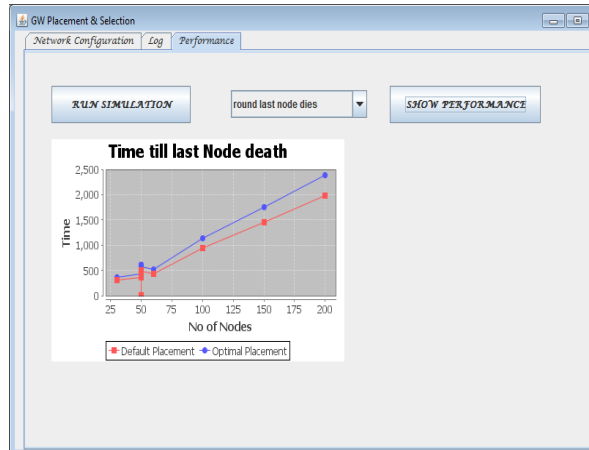 GW Placement & Selection
Network Configuration Log Performance
RUN SIMULATION round last node dies SHOW PERFORMANCE
Time till last Node death
2,500
2,000
1,500
1,000
500
0
Time
25 50 75 100 125 150 175 200
No of Nodes
Default Placement Optimal Placement